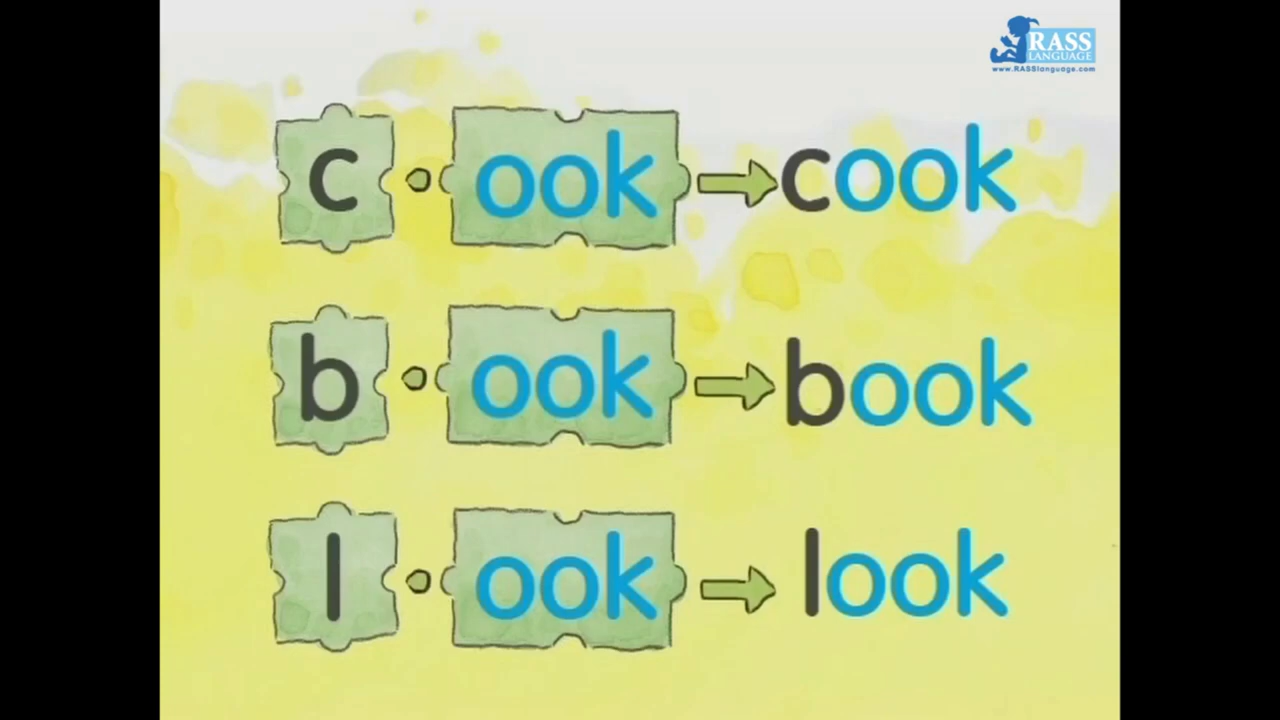 RASS
LANGUAGE
www.RASSlanguage.com
c • ook → cook
b • ook → book
l • ook → look